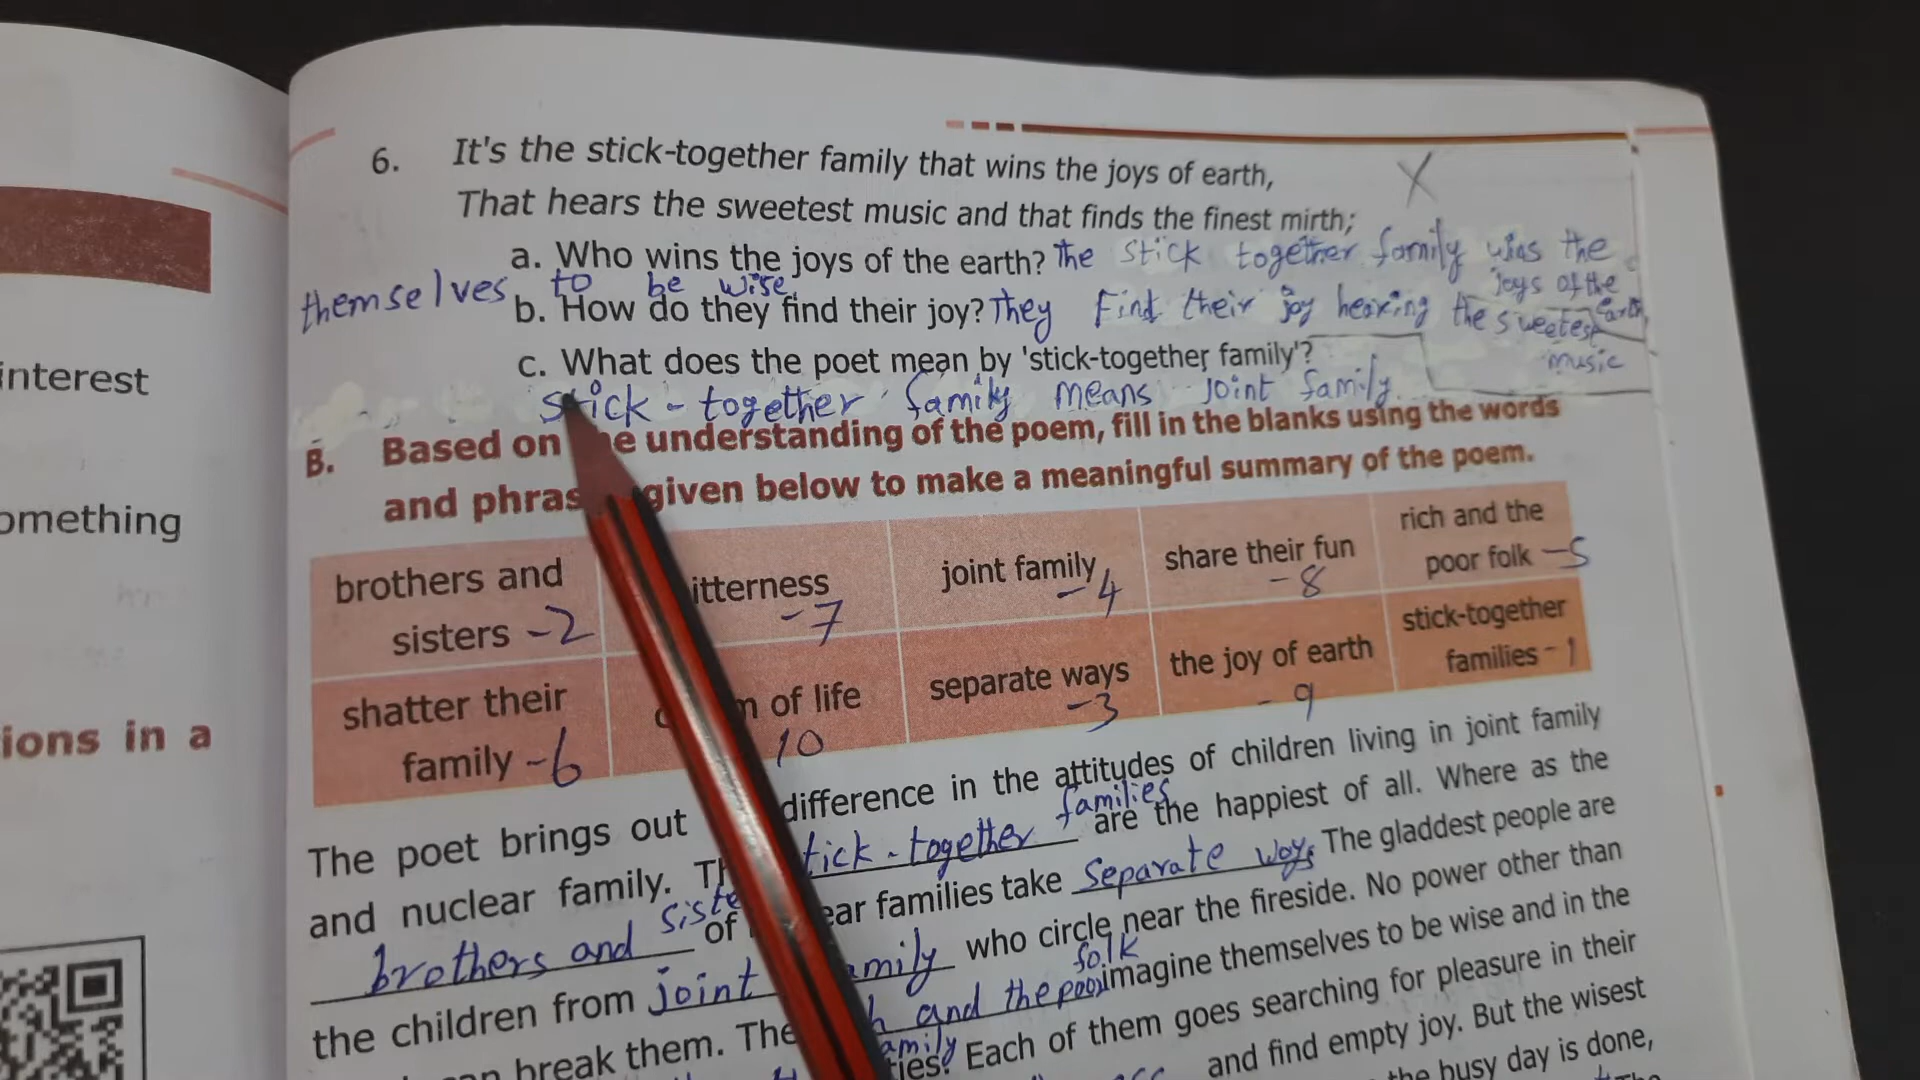 interest
omething
ions in a
6. It's the stick-together family that wins the joys of earth,
X
That hears the sweetest music and that finds the finest mirth;
a. Who wins the joys of the earth? The stick together family wins the
joys of the
Earth
themselves to be wise.
b. How do they find their joy? They Find their joy hearing the sweetest
music
c. What does the poet mean by 'stick-together family'?
stick-together family means joint family.
B. Based on the understanding of the poem, fill in the blanks using the words
and phras given below to make a meaningful summary of the poem.
brothers and sisters -2
itterness -7
joint family -4
share their fun -8
rich and the poor folk -5
shatter their family -6
m of life 10
separate ways -3
the joy of earth -9
stick-together families -1
The poet brings out difference in the attitudes of children living in joint family
and nuclear family. Th tick-together families are the happiest of all. Where as the
brothers and siste of ear families take separate ways The gladdest people are
the children from joint amily who circle near the fireside. No power other than
can break them. The h and the poor folk imagine themselves to be wise and in the
amily ties. Each of them goes searching for pleasure in their
and find empty joy. But the wisest
the busy day is done,